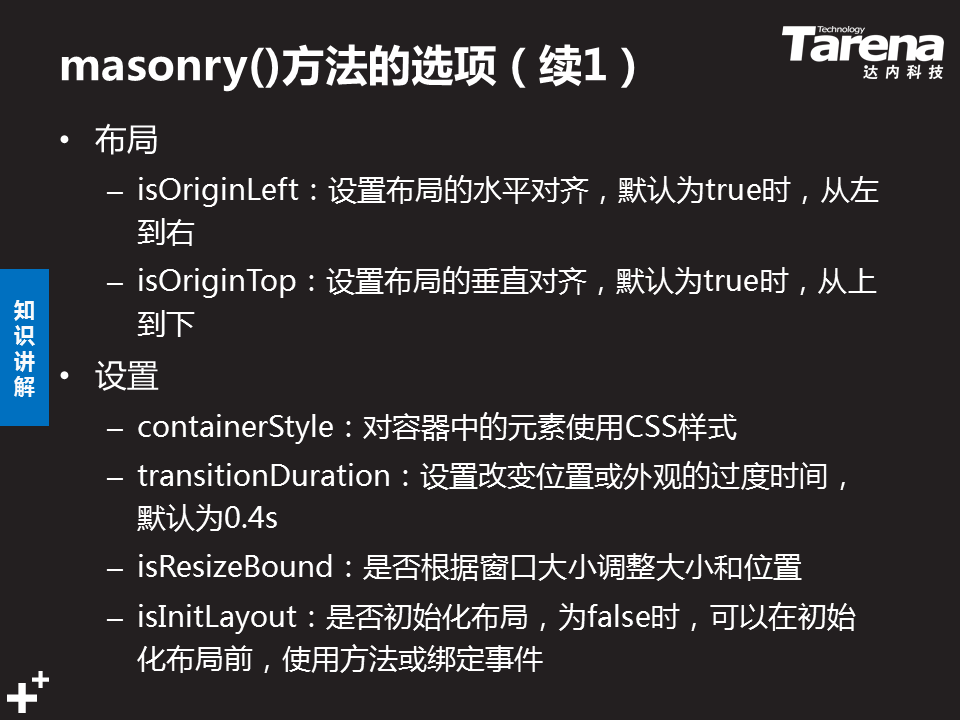 masonry()方法的选项（续1）
Technology
Tarena
达内科技
• 布局
– isOriginLeft：设置布局的水平对齐，默认为true时，从左
到右
– isOriginTop：设置布局的垂直对齐，默认为true时，从上
到下
知识讲解
• 设置
– containerStyle：对容器中的元素使用CSS样式
– transitionDuration：设置改变位置或外观的过度时间，
默认为0.4s
– isResizeBound：是否根据窗口大小调整大小和位置
– isInitLayout：是否初始化布局，为false时，可以在初始
化布局前，使用方法或绑定事件